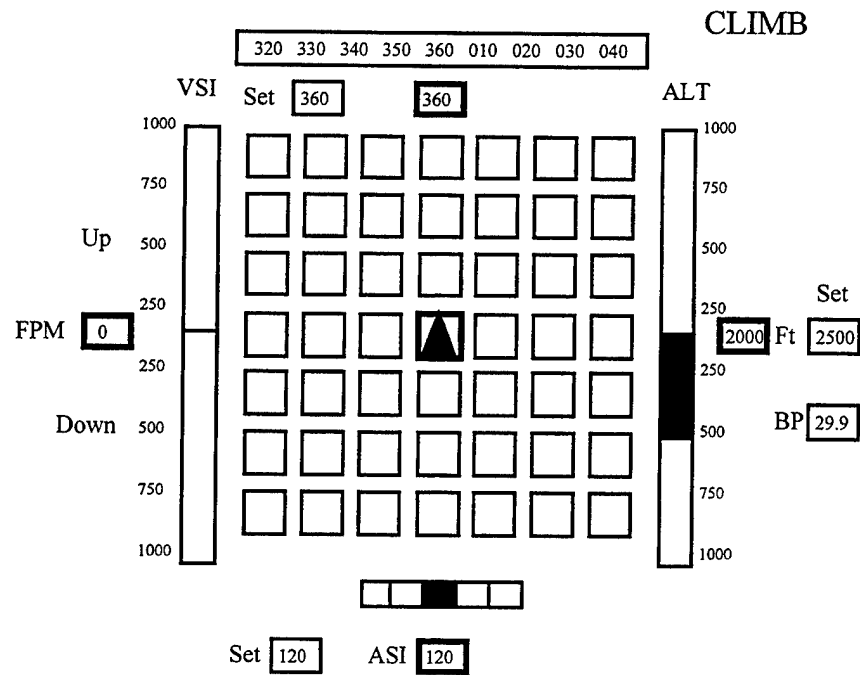 CLIMB
320 330 340 350 360 010 020 030 040
VSI Set 360 360 ALT
1000 1000
750 750
Up 500 500
250 250 Set
FPM 0 2000 Ft 2500
250 250
Down 500 500 BP 29.9
750 750
1000 1000
Set 120 ASI 120